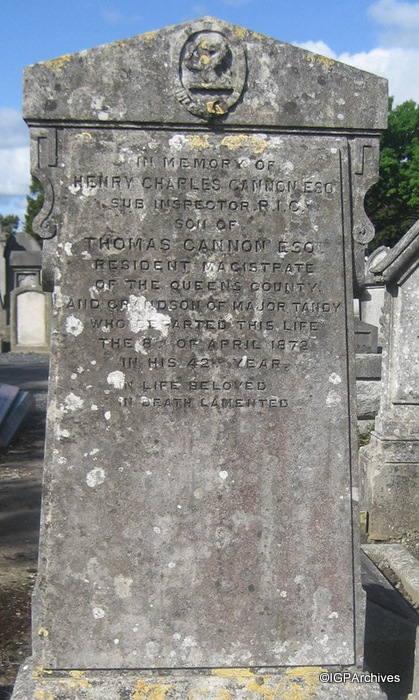 IN MEMORY OF
HENRY CHARLES CANNON ESQ
SUB INSPECTOR R.I.C.
SON OF
THOMAS CANNON ESQ
RESIDENT MAGISTRATE
OF THE QUEENS COUNTY.
AND GRANDSON OF MAJOR TANDY
WHO DEPARTED THIS LIFE
THE 8TH OF APRIL 1872
IN HIS 42ND YEAR.
IN LIFE BELOVED
IN DEATH LAMENTED
©IGPArchives